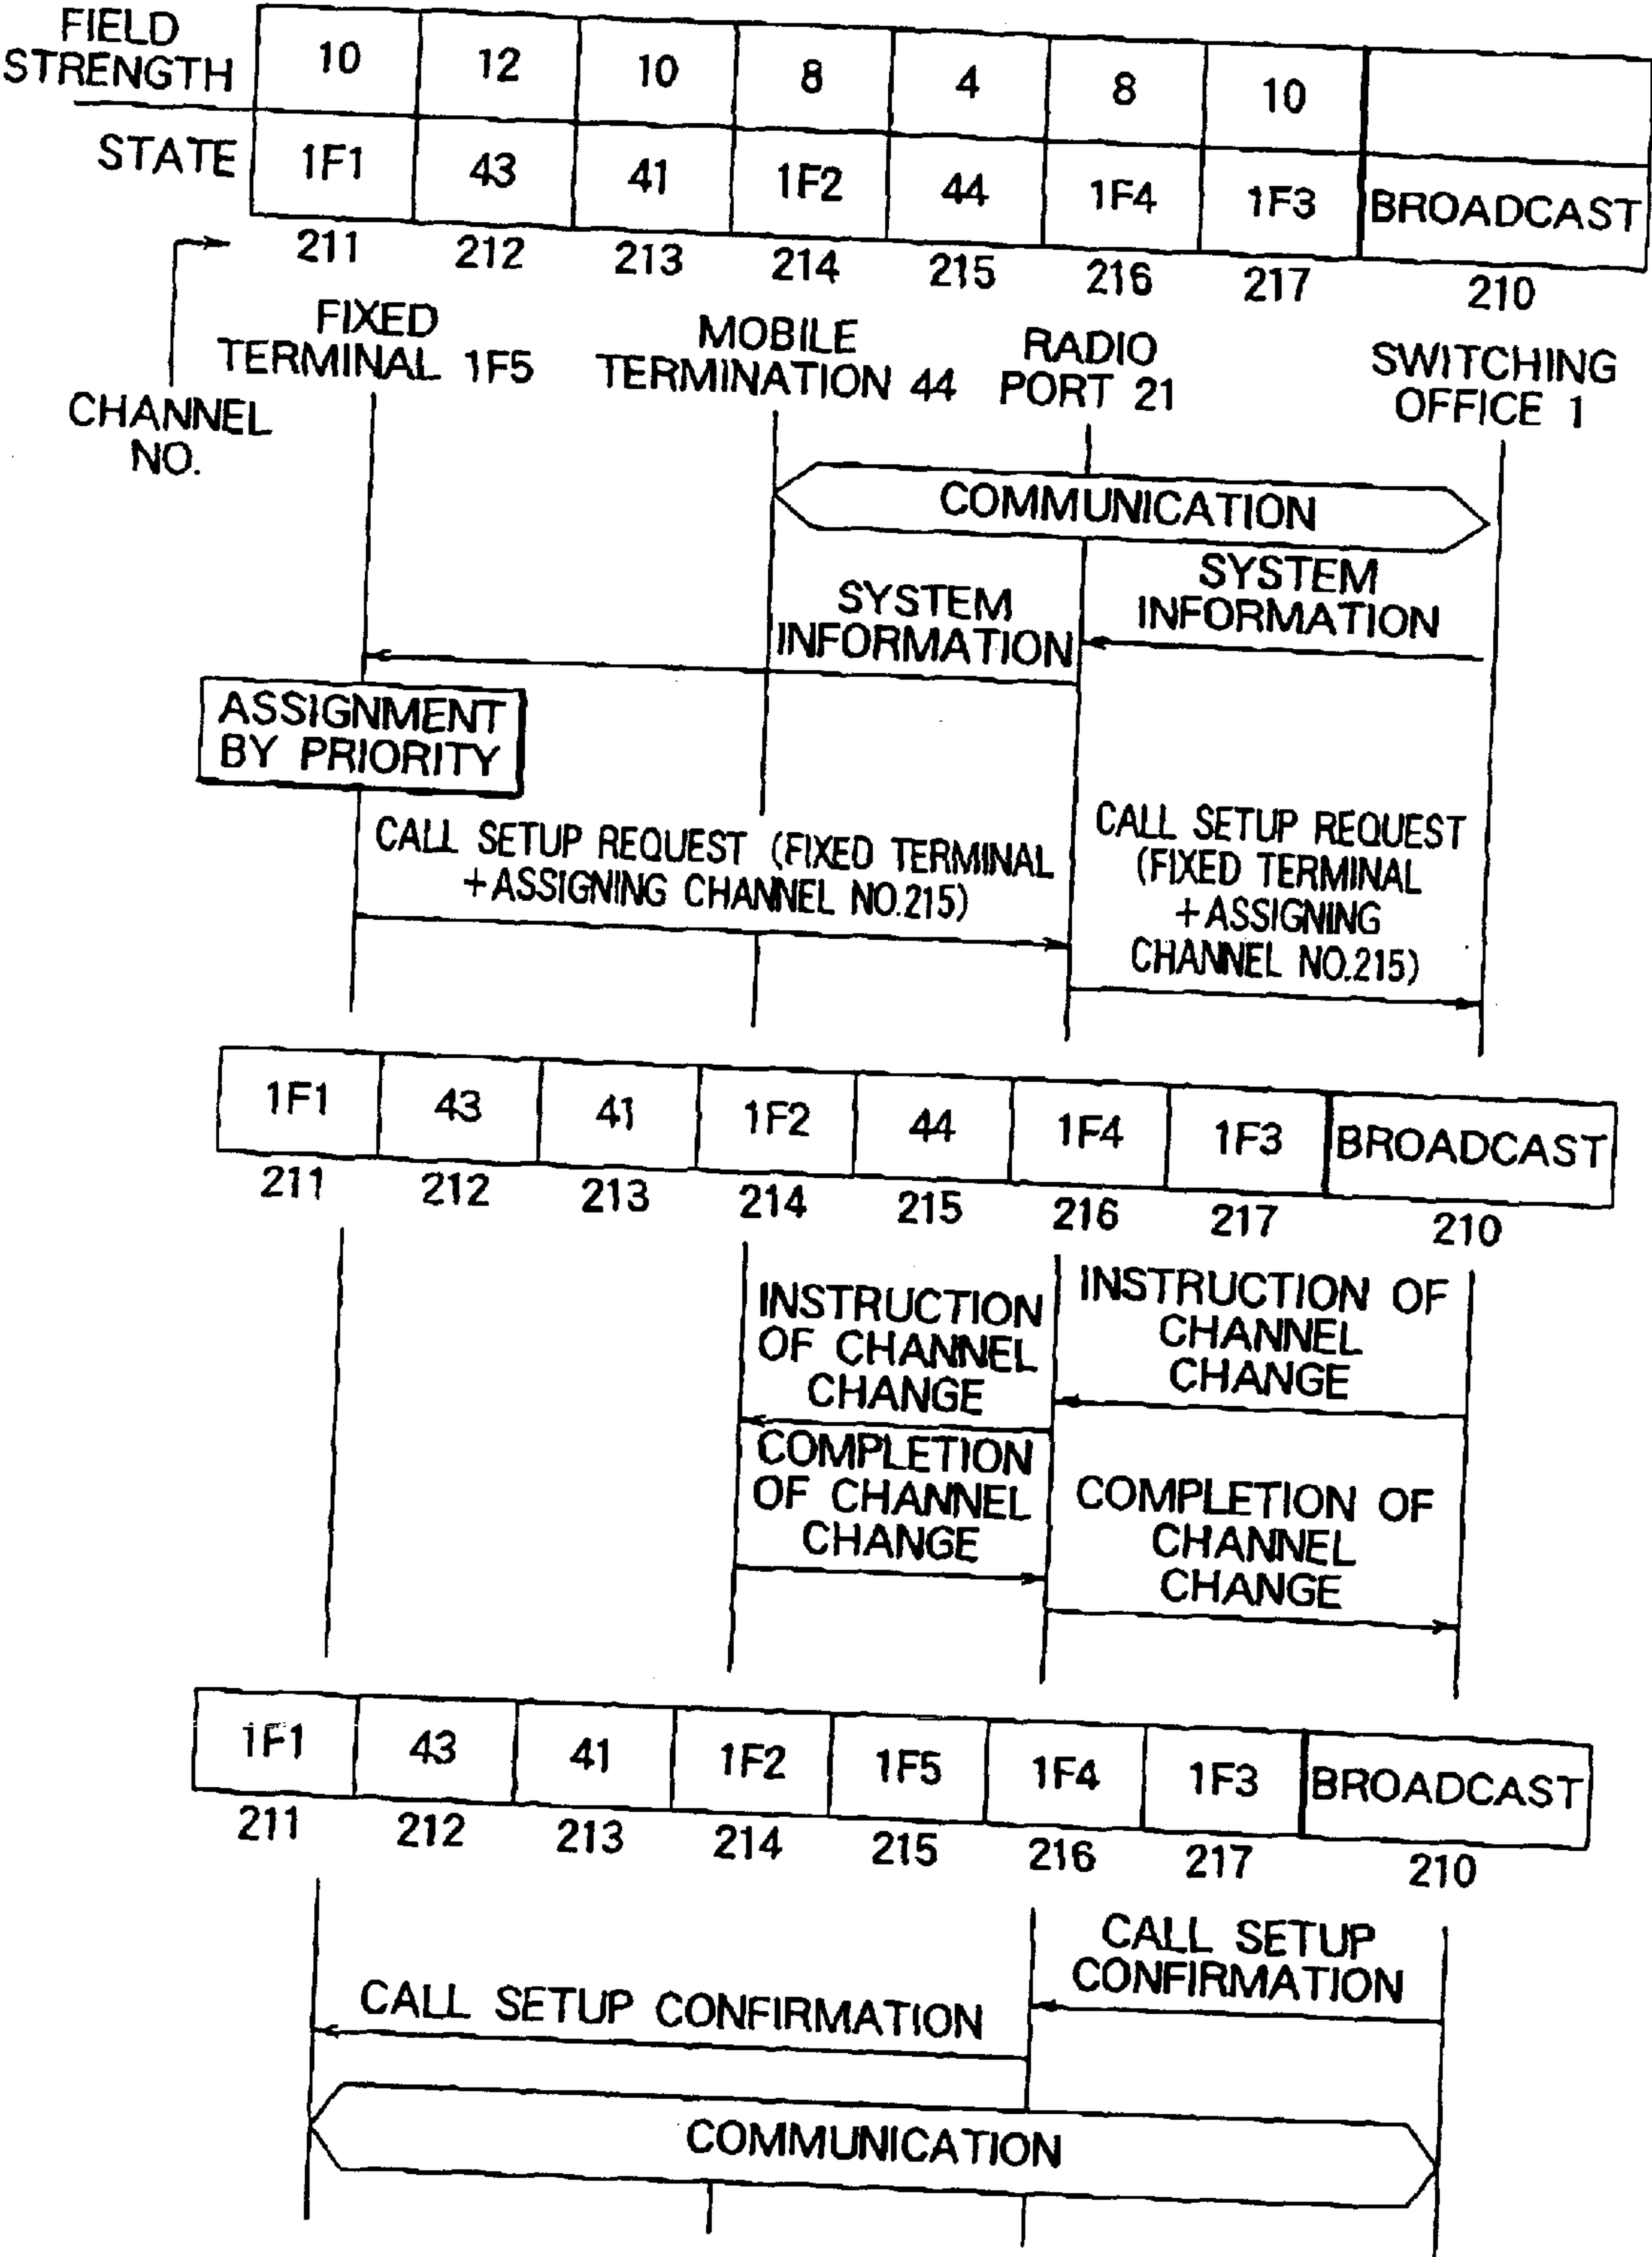 FIELD
STRENGTH
10 12 10 8 4 8 10
STATE
1F1 43 41 1F2 44 1F4 1F3 BROADCAST
211 212 213 214 215 216 217 210
CHANNEL
NO.
FIXED
TERMINAL 1F5
MOBILE
TERMINATION 44
RADIO
PORT 21
SWITCHING
OFFICE 1
COMMUNICATION
SYSTEM
INFORMATION
SYSTEM
INFORMATION
ASSIGNMENT
BY PRIORITY
CALL SETUP REQUEST (FIXED TERMINAL
+ASSIGNING CHANNEL NO.215)
CALL SETUP REQUEST
(FIXED TERMINAL
+ASSIGNING
CHANNEL NO.215)
1F1 43 41 1F2 44 1F4 1F3 BROADCAST
211 212 213 214 215 216 217 210
INSTRUCTION OF
CHANNEL
CHANGE
INSTRUCTION
OF CHANNEL
CHANGE
COMPLETION
OF CHANNEL
CHANGE
COMPLETION OF
CHANNEL
CHANGE
1F1 43 41 1F2 1F5 1F4 1F3 BROADCAST
211 212 213 214 215 216 217 210
CALL SETUP
CONFIRMATION
CALL SETUP CONFIRMATION
COMMUNICATION